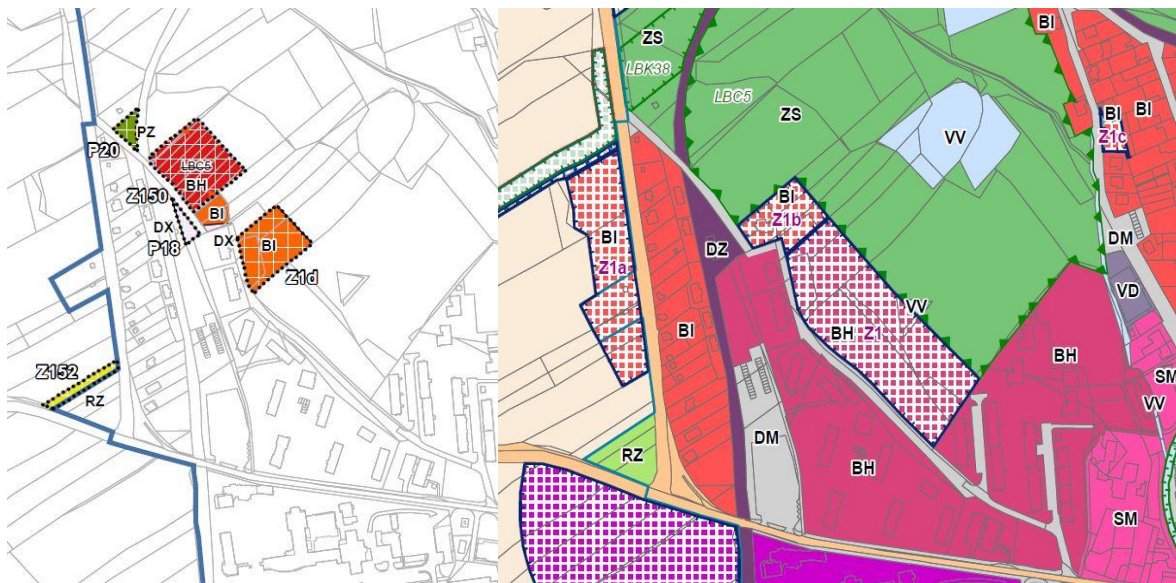 PZ
P20
LBC5
BH
Z150
BI
DX
P18
DX
BI
Z1d
Z152
RZ
ZS
LBK38
LBC5
ZS
VV
BI
BI
Z1c
BI
BI
Z1b
BI
Z1a
DZ
DM
VD
BI
BH
Z1
VV
BH
SM
VV
RZ
DM
BH
SM